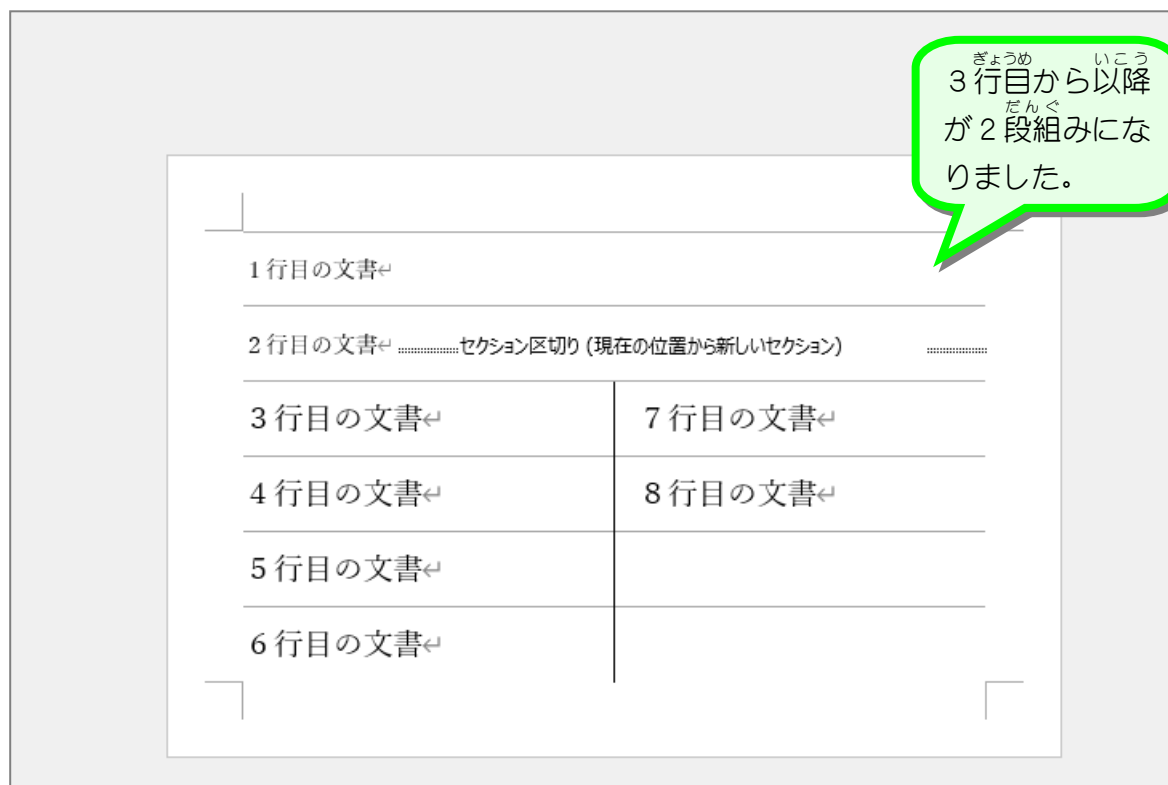 ぎょうめ いこう
３行目から以降
だんぐ
が２段組みにな
りました。
1 行目の文書↵
2 行目の文書↵ セクション区切り (現在の位置から新しいセクション)
3 行目の文書↵
4 行目の文書↵
5 行目の文書↵
6 行目の文書↵
7 行目の文書↵
8 行目の文書↵